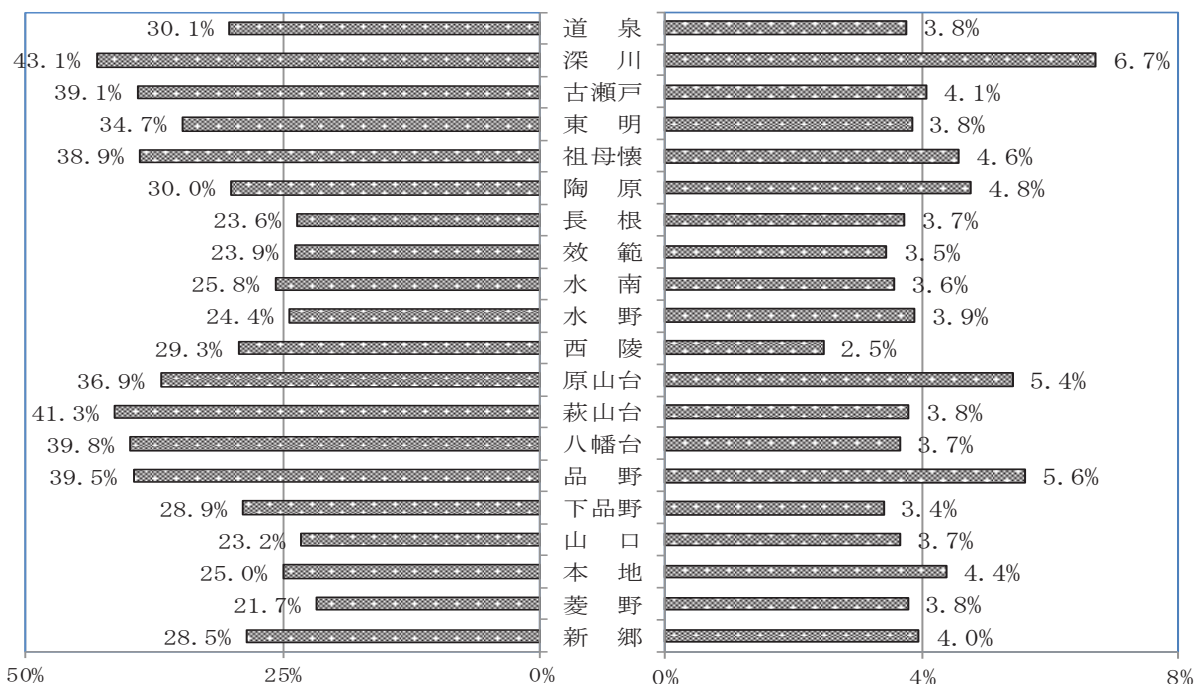 30.1% 道 泉 3.8%
43.1% 深 川 6.7%
39.1% 古瀬戸 4.1%
34.7% 東 明 3.8%
38.9% 祖母懐 4.6%
30.0% 陶 原 4.8%
23.6% 長 根 3.7%
23.9% 效 範 3.5%
25.8% 水 南 3.6%
24.4% 水 野 3.9%
29.3% 西 陵 2.5%
36.9% 原山台 5.4%
41.3% 萩山台 3.8%
39.8% 八幡台 3.7%
39.5% 品 野 5.6%
28.9% 下品野 3.4%
23.2% 山 口 3.7%
25.0% 本 地 4.4%
21.7% 菱 野 3.8%
28.5% 新 郷 4.0%
50% 25% 0% 0% 4% 8%